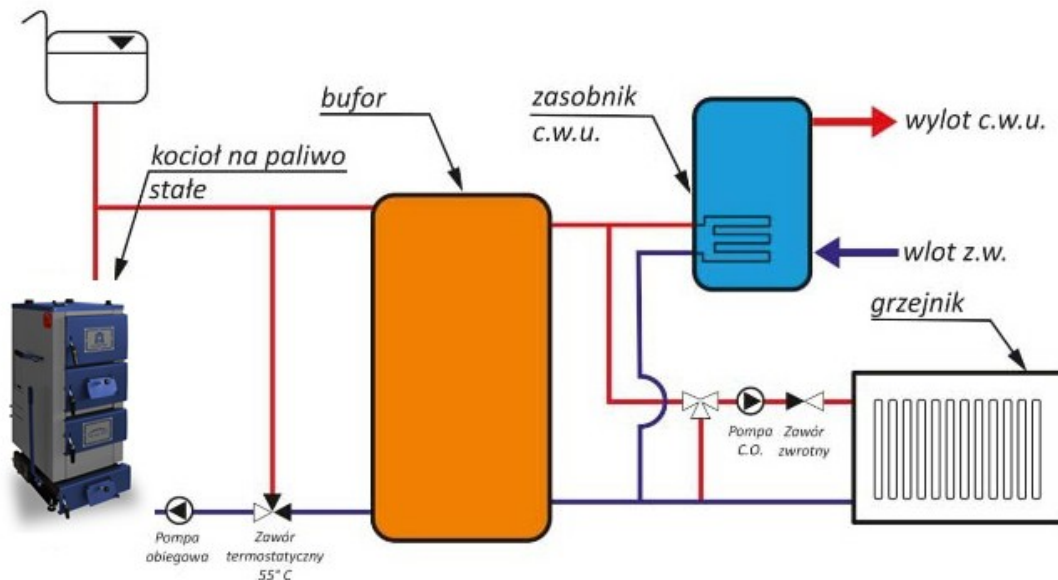 bufor
zasobnik
c.w.u.
wylot c.w.u.
kocioł na paliwo
stałe
wlot z.w.
grzejnik
Pompa
C.O.
Zawór
zwrotny
Pompa
obiegowa
Zawór
termostatyczny
55° C